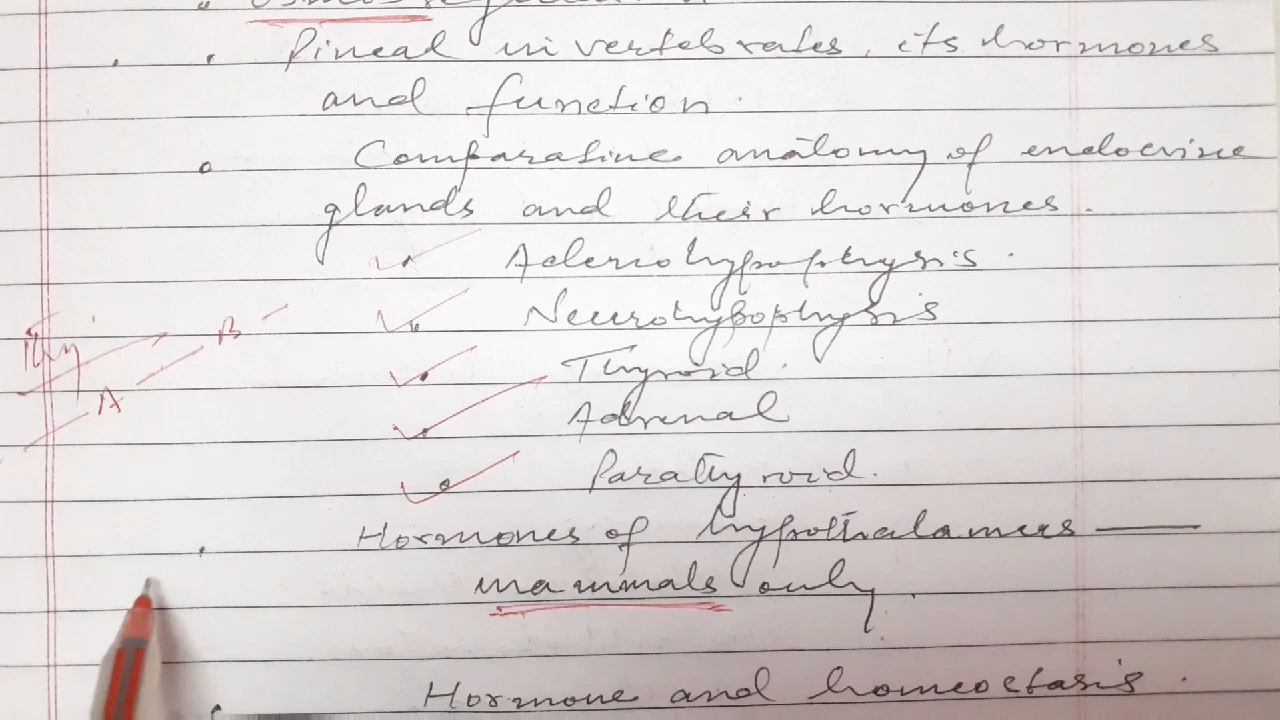 Pineal in vertebrates, its hormones
and function.
Comparative anatomy of endocrine
glands and their hormones.
Adenohypophysis.
Neurohypophysis
B
Thyroid.
A
Adrenal
Parathyroid.
Hormones of hypothalamus —
mammals only.
Hormone and homeostasis.